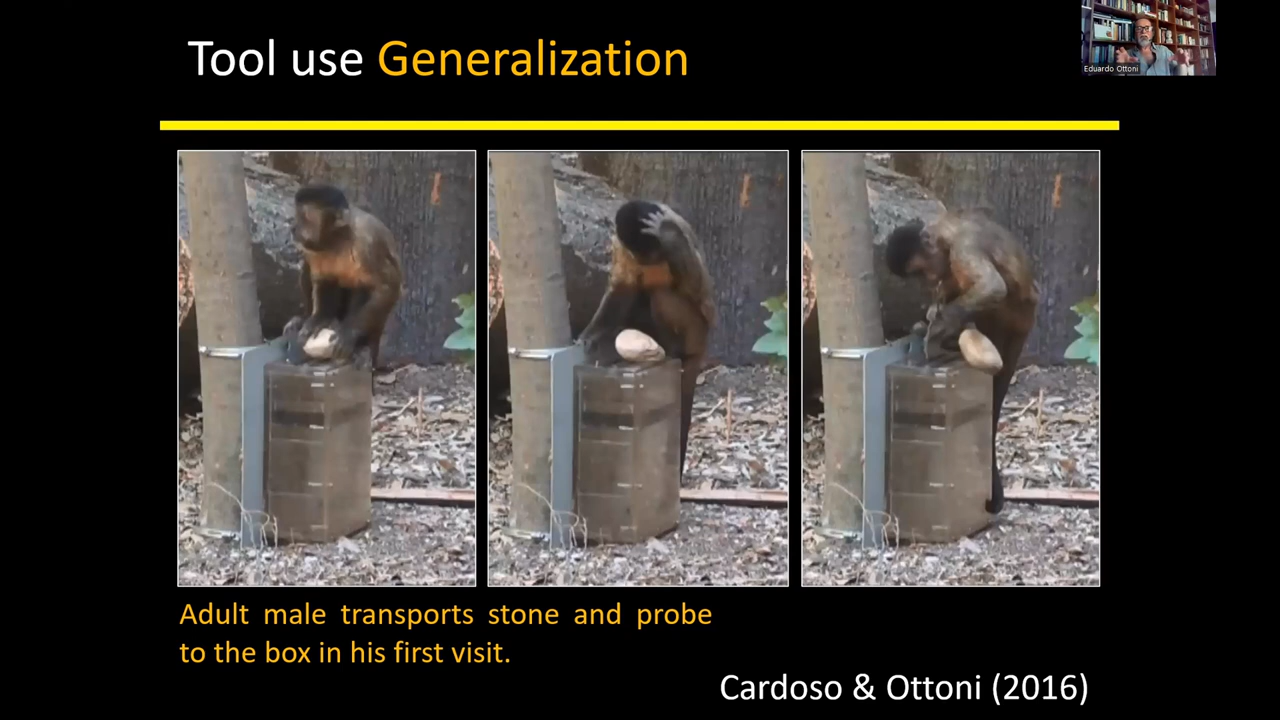 Tool use Generalization
Eduardo Ottoni
Adult male transports stone and probe
to the box in his first visit.
Cardoso & Ottoni (2016)